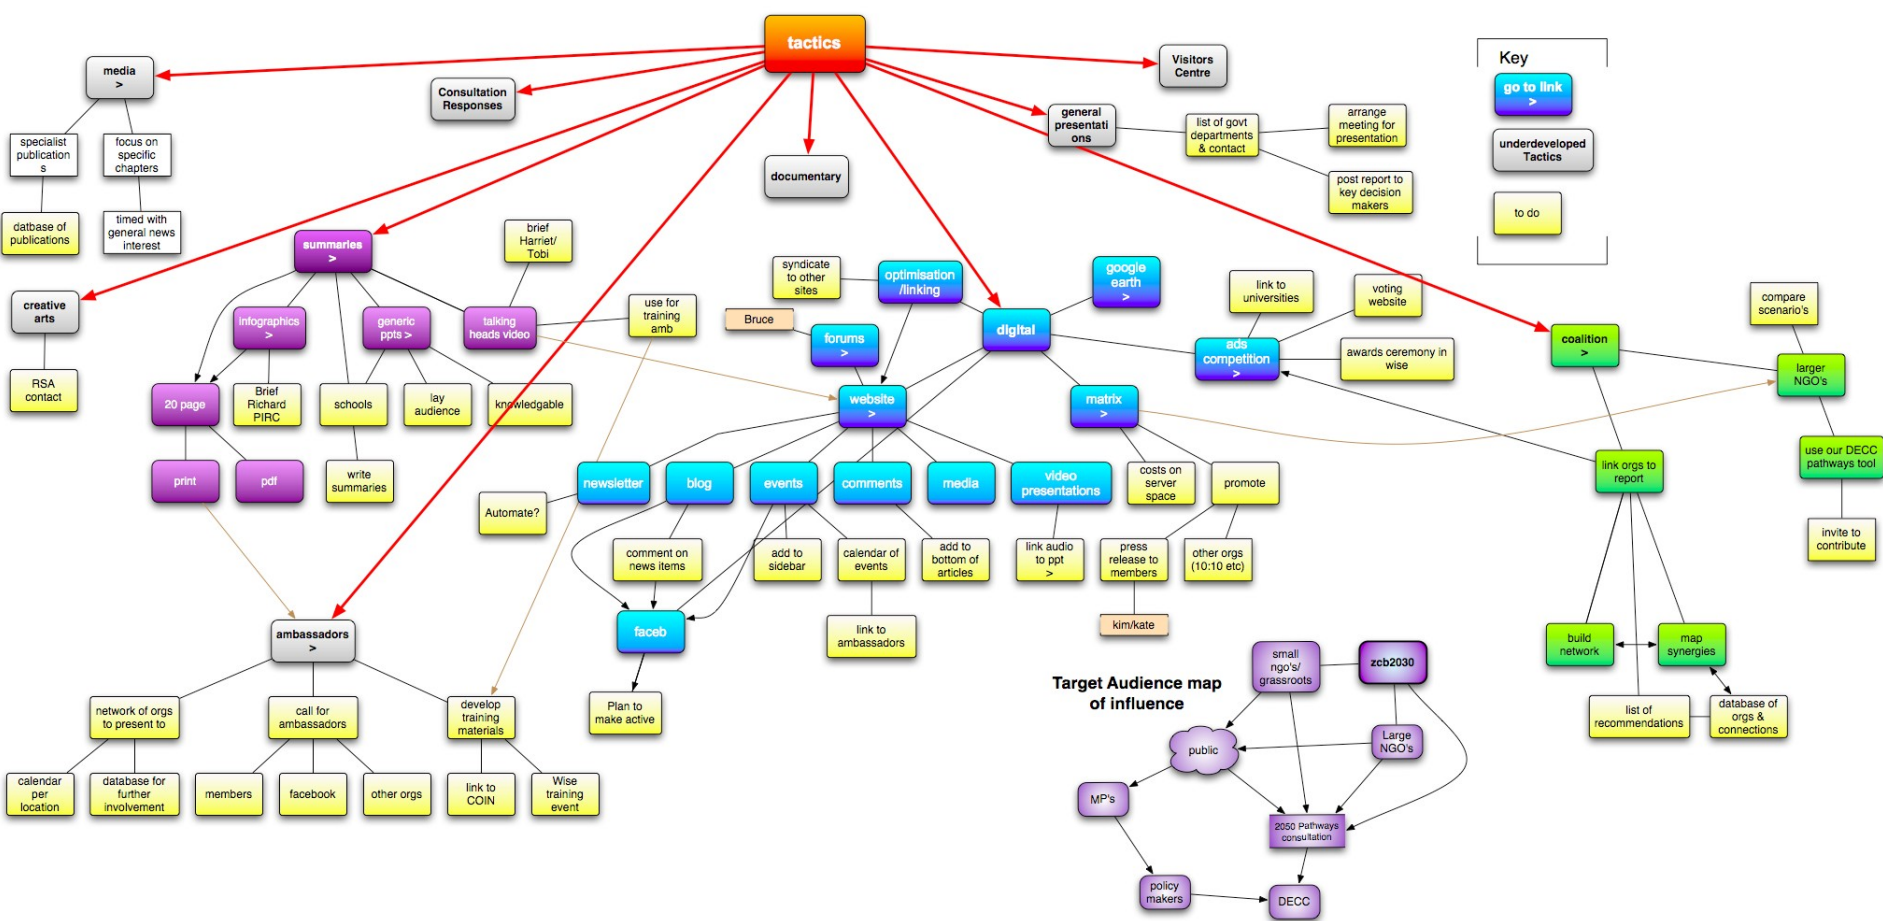 tactics
Visitors
Centre
Key
go to link
>
underdeveloped
Tactics
to do
media
>
Consultation
Responses
general
presentati
ons
list of govt
departments
& contact
arrange
meeting for
presentation
post report to
key decision
makers
documentary
specialist
publication
s
focus on
specific
chapters
datbase of
publications
timed with
general news
interest
summaries
>
brief
Harriet/
Tobi
creative
arts
RSA
contact
infographics
>
generic
ppts >
talking
heads video
use for
training
amb
20 page
Brief
Richard
PIRC
schools
lay
audience
knowledgable
print
pdf
write
summaries
syndicate
to other
sites
optimisation
/linking
google
earth
>
Bruce
forums
>
digital
link to
universities
voting
website
ads
competition
>
awards ceremony in
wise
coalition
>
compare
scenario's
larger
NGO's
website
>
matrix
>
use our DECC
pathways tool
link orgs to
report
invite to
contribute
newsletter
blog
events
comments
media
video
presentations
costs on
server
space
promote
Automate?
comment on
news items
add to
sidebar
calendar of
events
add to
bottom of
articles
link audio
to ppt
>
press
release to
members
other orgs
(10:10 etc)
faceb
link to
ambassadors
kim/kate
Plan to
make active
build
network
map
synergies
list of
recommendations
database of
orgs &
connections
ambassadors
>
network of orgs
to present to
call for
ambassadors
develop
training
materials
calendar
per
location
database for
further
involvement
members
facebook
other orgs
link to
COIN
Wise
training
event
Target Audience map
of influence
small
ngo's/
grassroots
zcb2030
public
Large
NGO's
MP's
2050 Pathways
consultation
policy
makers
DECC